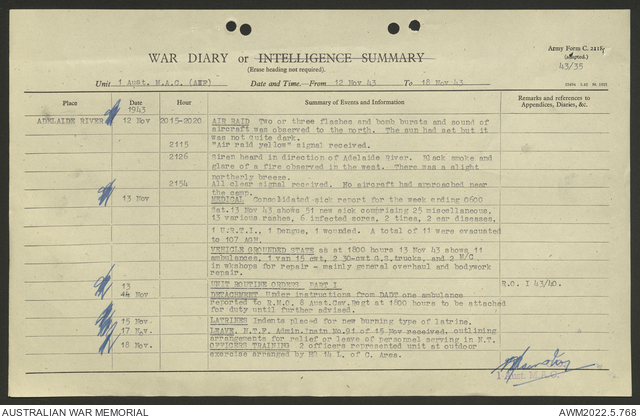 Army Form C. 2118
(adapted.)
43/35
WAR DIARY or INTELLIGENCE SUMMARY
(Erase heading not required).
Unit 1 Aust. M.A.C. (AMF) Date and Time.—From 12 Nov 43 To 18 Nov 43
Place Date Hour Summary of Events and Information Remarks and references to Appendices, Diaries, &c.
1943
ADELAIDE RIVER 12 Nov 2015-2020 AIR RAID Two or three flashes and bomb bursts and sound of
aircraft was observed to the north. The sun had set but it
was not quite dark.
2115 "Air raid yellow" signal received.
2126 Siren heard in direction of Adelaide River. Black smoke and
glare of a fire observed in the west. There was a slight
northerly breeze.
2154 All clear signal received. No aircraft had approached near
the camp.
13 Nov MEDICAL Consolidated sick report for the week ending 0600
Sat.13 Nov 43 shows 51 new sick comprising 25 miscellaneous,
13 various rashes, 6 infected sores, 2 tinea, 2 ear diseases,
1 U.R.T.I., 1 Dengue, 1 wounded. A total of 11 were evacuated
to 107 AGH.
VEHICLE GROUNDED STATE as at 1800 hours 13 Nov 43 shows 11
ambulances, 1 van 15 cwt, 2 30-cwt G.S.trucks, and 2 M/C
in wkshops for repair - mainly general overhaul and bodywork
repair.
13 UNIT ROUTINE ORDERS PART I R.O. I 43/40.
14 Nov DETACHMENT Under instructions from DADT one ambulance
reported to R.M.O. 8 Aust.Cav.Regt at 1800 hours to be attached
for duty until further advised.
15 Nov LATRINES Indents placed for new burning type of latrine.
17 Nov. LEAVE. N.T.F. Admin.Instn No.91 of 15 Nov received. outlining
arrangements for relief or leave of personnel serving in N.T.
18 Nov. OFFICERS TRAINING 2 officers represented unit at outdoor
exercise arranged by HQ 14 L. of C. Area.
1 Aust. M.A.C.
AUSTRALIAN WAR MEMORIAL AWM2022.5.768